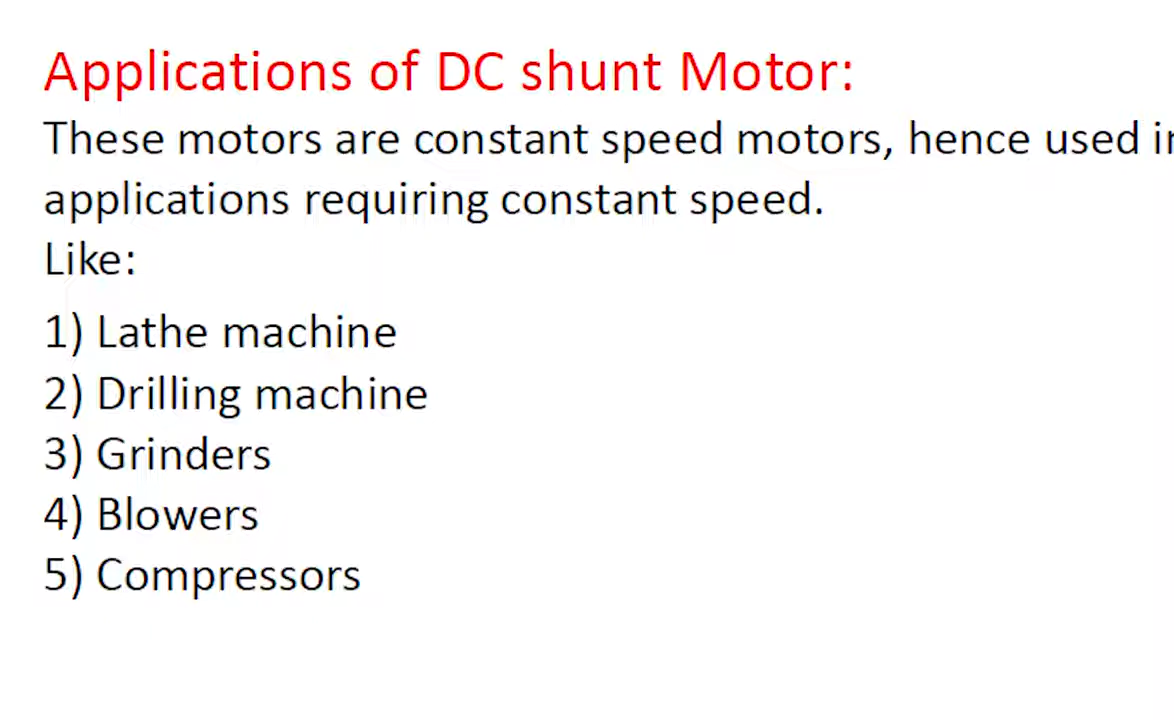 Applications of DC shunt Motor:
These motors are constant speed motors, hence used in
applications requiring constant speed.
Like:
1) Lathe machine
2) Drilling machine
3) Grinders
4) Blowers
5) Compressors